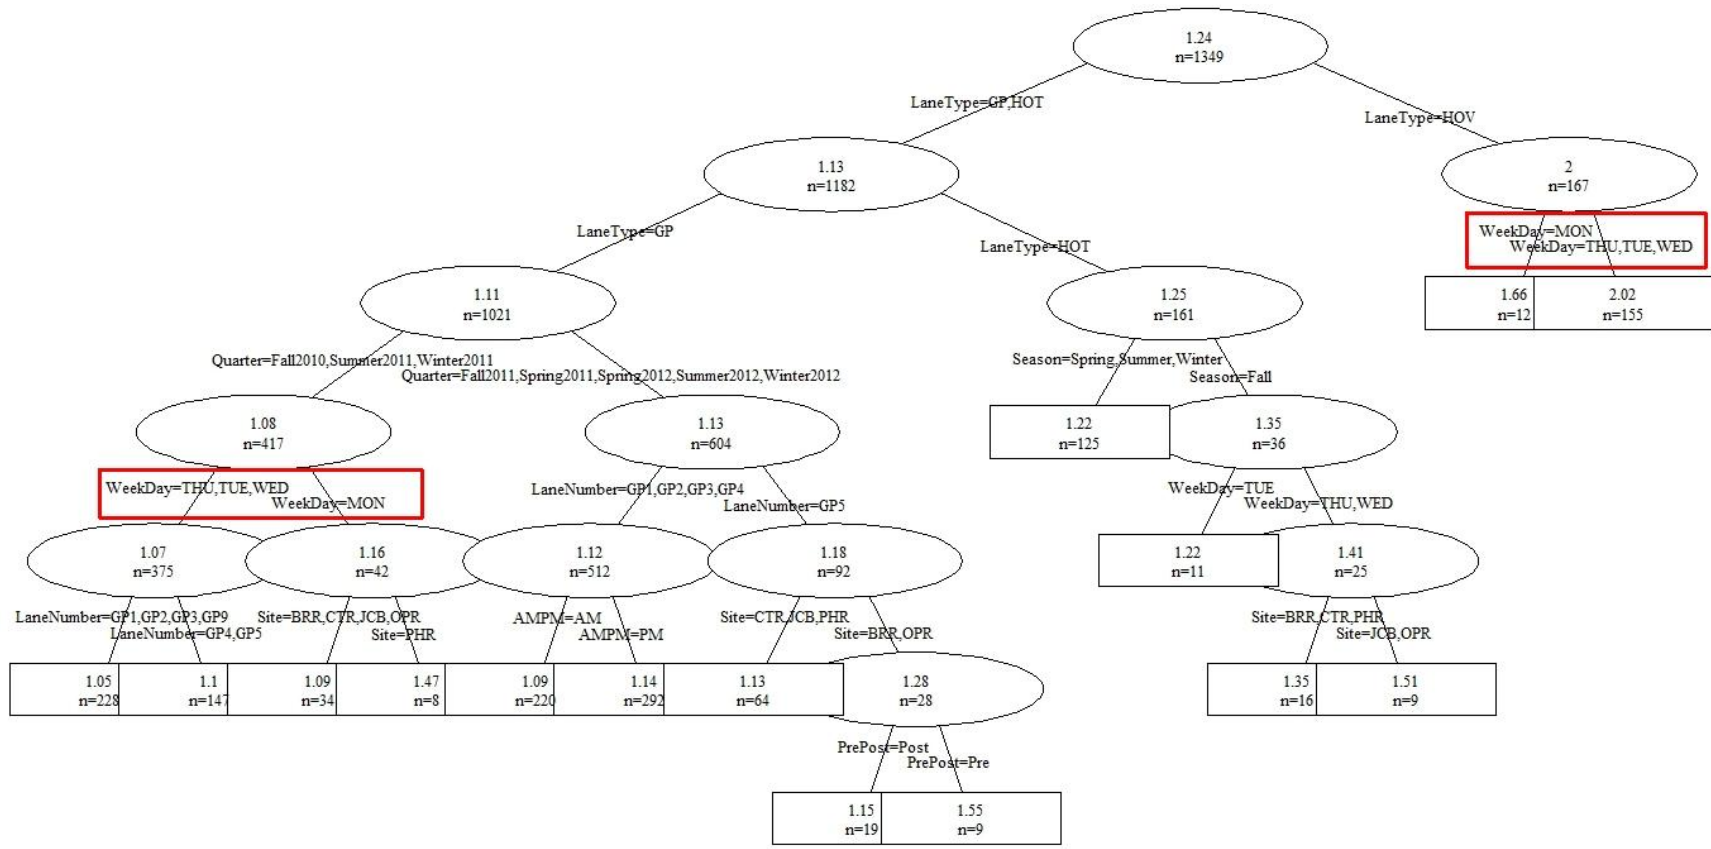 1.24
n=1349
LaneType=GP,HOT
LaneType=HOV
1.13
n=1182
2
n=167
LaneType=GP
LaneType=HOT
WeekDay=MON
WeekDay=THU,TUE,WED
1.11
n=1021
1.25
n=161
1.66
n=12
2.02
n=155
Quarter=Fall2010,Summer2011,Winter2011
Quarter=Fall2011,Spring2011,Spring2012,Summer2012,Winter2012
Season=Spring,Summer,Winter
Season=Fall
1.08
n=417
1.13
n=604
1.22
n=125
1.35
n=36
WeekDay=THU,TUE,WED
WeekDay=MON
LaneNumber=GP1,GP2,GP3,GP4
LaneNumber=GP5
WeekDay=TUE
WeekDay=THU,WED
1.07
n=375
1.16
n=42
1.12
n=512
1.18
n=92
1.22
n=11
1.41
n=25
LaneNumber=GP1,GP2,GP3,GP9
LaneNumber=GP4,GP5
Site=BRR,CTR,JCB,OPR
Site=PHR
AMPM=AM
AMPM=PM
Site=CTR,JCB,PHR
Site=BRR,OPR
Site=BRR,CTR,PHR
Site=JCB,OPR
1.05
n=228
1.1
n=147
1.09
n=34
1.47
n=8
1.09
n=220
1.14
n=292
1.13
n=64
1.28
n=28
1.35
n=16
1.51
n=9
PrePost=Post
PrePost=Pre
1.15
n=19
1.55
n=9